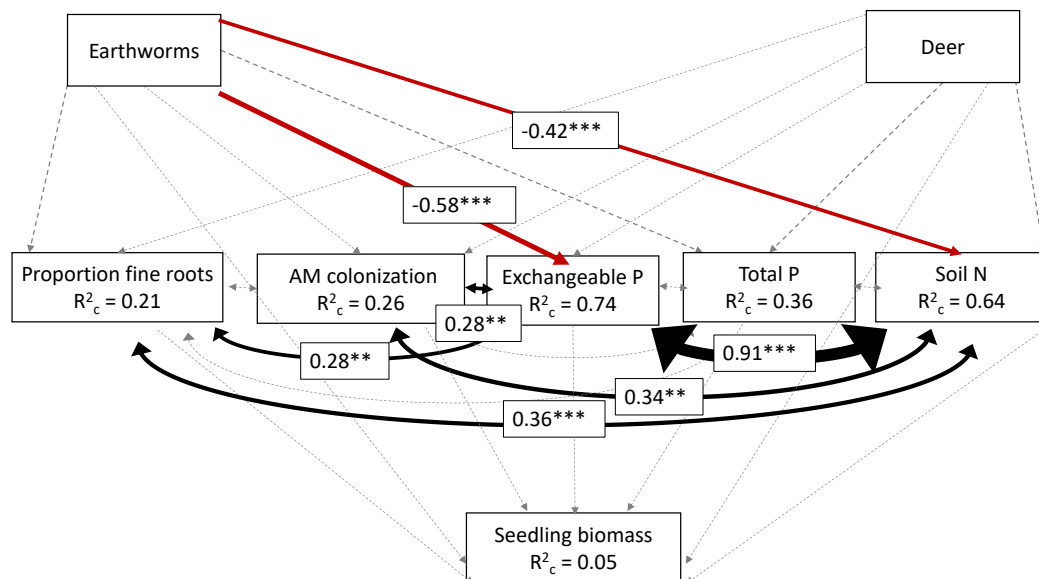 Earthworms
Deer
-0.42***
-0.58***
Proportion fine roots
R²c = 0.21
AM colonization
R²c = 0.26
Exchangeable P
R²c = 0.74
Total P
R²c = 0.36
Soil N
R²c = 0.64
0.28**
0.28**
0.91***
0.34**
0.36***
Seedling biomass
R²c = 0.05